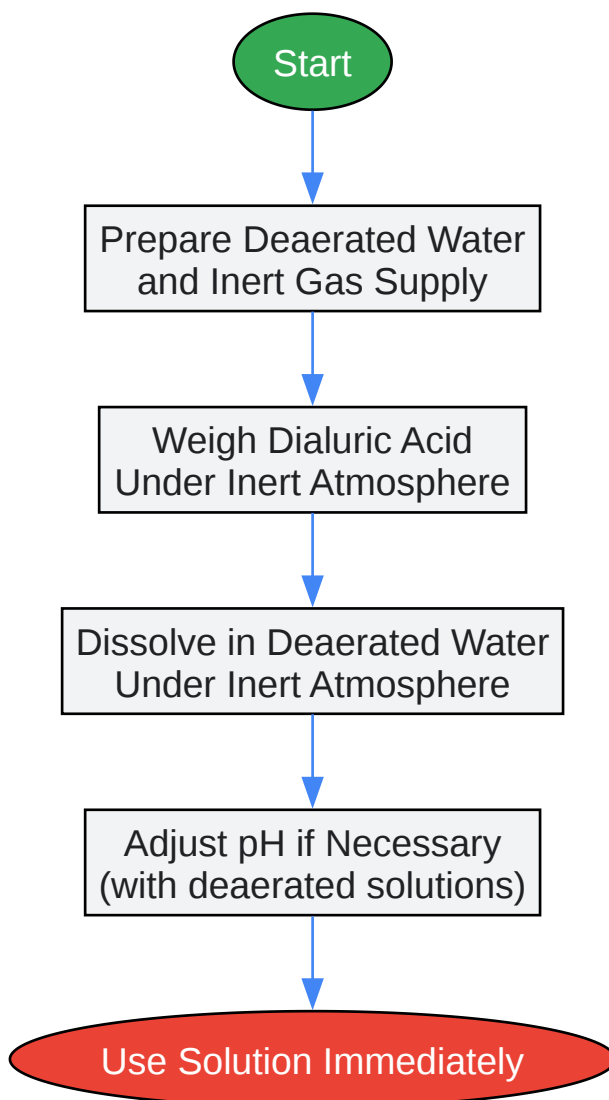 Start
Prepare Deaerated Water
and Inert Gas Supply
Weigh Dialuric Acid
Under Inert Atmosphere
Dissolve in Deaerated Water
Under Inert Atmosphere
Adjust pH if Necessary
(with deaerated solutions)
Use Solution Immediately